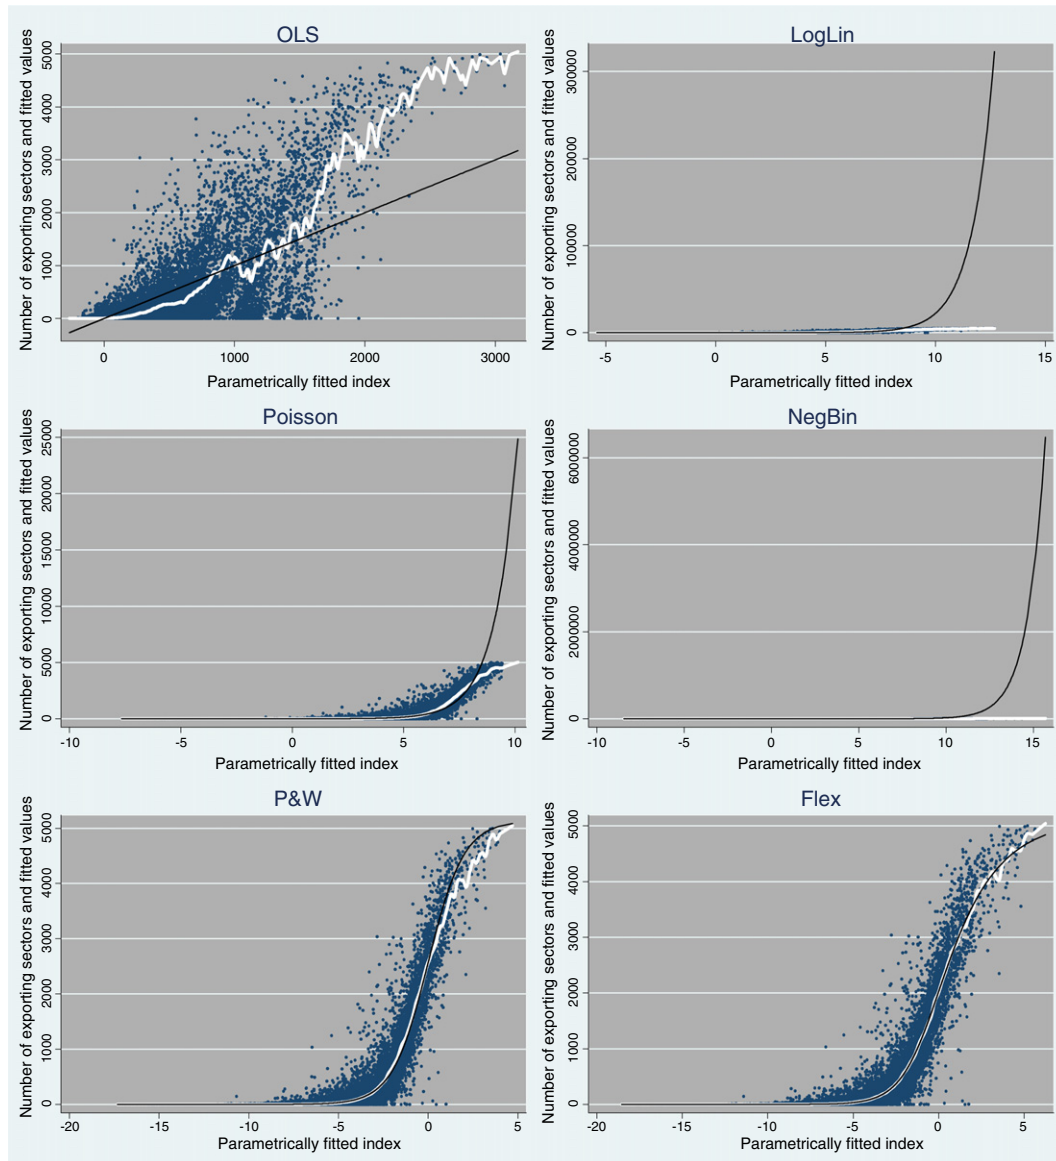 OLS
Number of exporting sectors and fitted values
5000
4000
3000
2000
1000
0
0 1000 2000 3000
Parametrically fitted index
LogLin
Number of exporting sectors and fitted values
300000
200000
100000
0
-5 0 5 10 15
Parametrically fitted index
Poisson
Number of exporting sectors and fitted values
25000
20000
15000
10000
5000
0
-10 -5 0 5 10
Parametrically fitted index
NegBin
Number of exporting sectors and fitted values
6000000
4000000
2000000
0
-10 -5 0 5 10 15
Parametrically fitted index
P&W
Number of exporting sectors and fitted values
5000
4000
3000
2000
1000
0
-20 -15 -10 -5 0 5
Parametrically fitted index
Flex
Number of exporting sectors and fitted values
5000
4000
3000
2000
1000
0
-20 -15 -10 -5 0 5
Parametrically fitted index